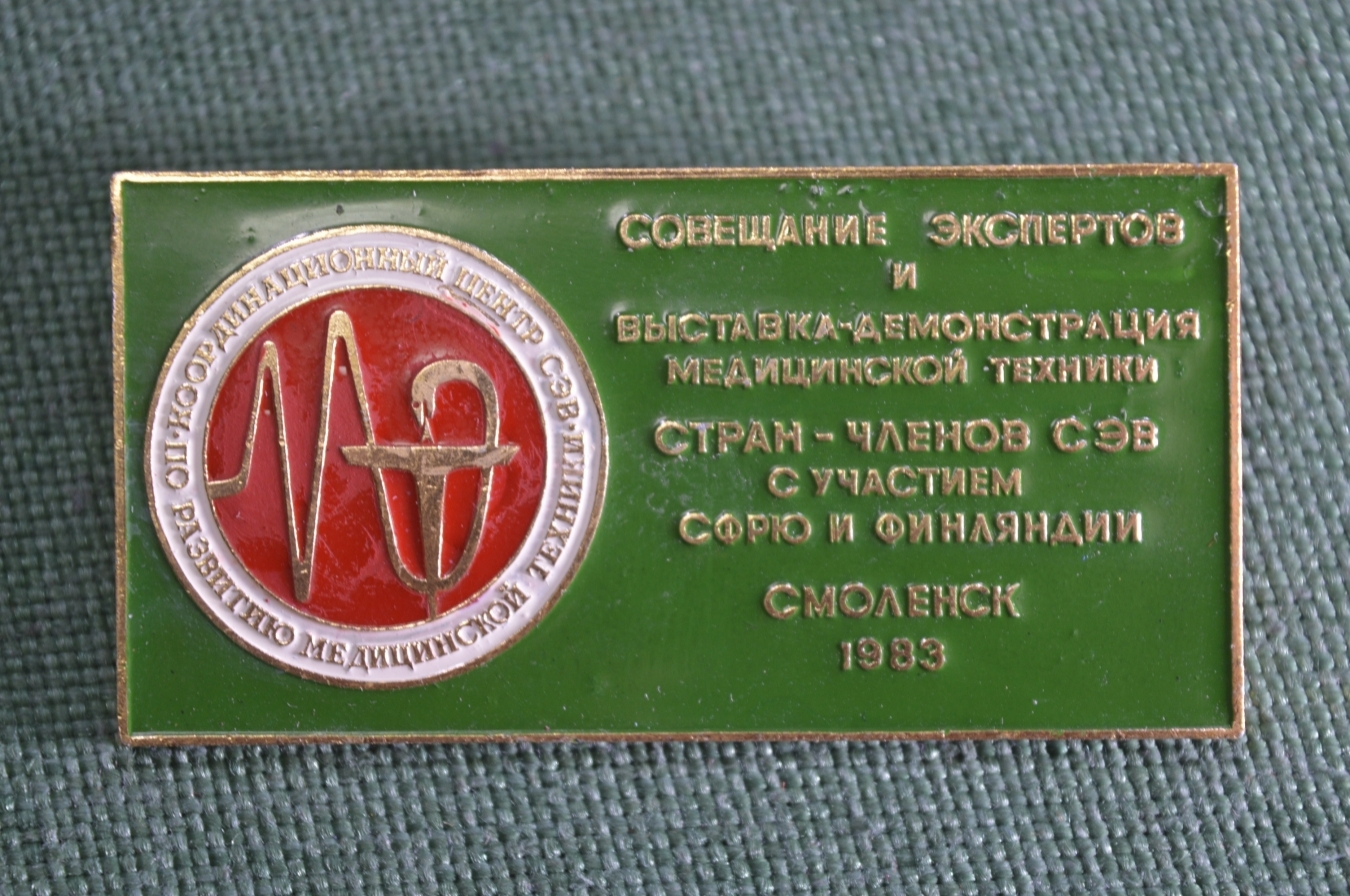 КООРДИНАЦИОННЫЙ ЦЕНТР СЭВ·
РАЗВИТИЮ МЕДИЦИНСКОЙ ТЕХНИКИ·
СОВЕЩАНИЕ ЭКСПЕРТОВ
И
ВЫСТАВКА-ДЕМОНСТРАЦИЯ
МЕДИЦИНСКОЙ ТЕХНИКИ
СТРАН - ЧЛЕНОВ СЭВ
С УЧАСТИЕМ
СФРЮ И ФИНЛЯНДИИ
СМОЛЕНСК
1983